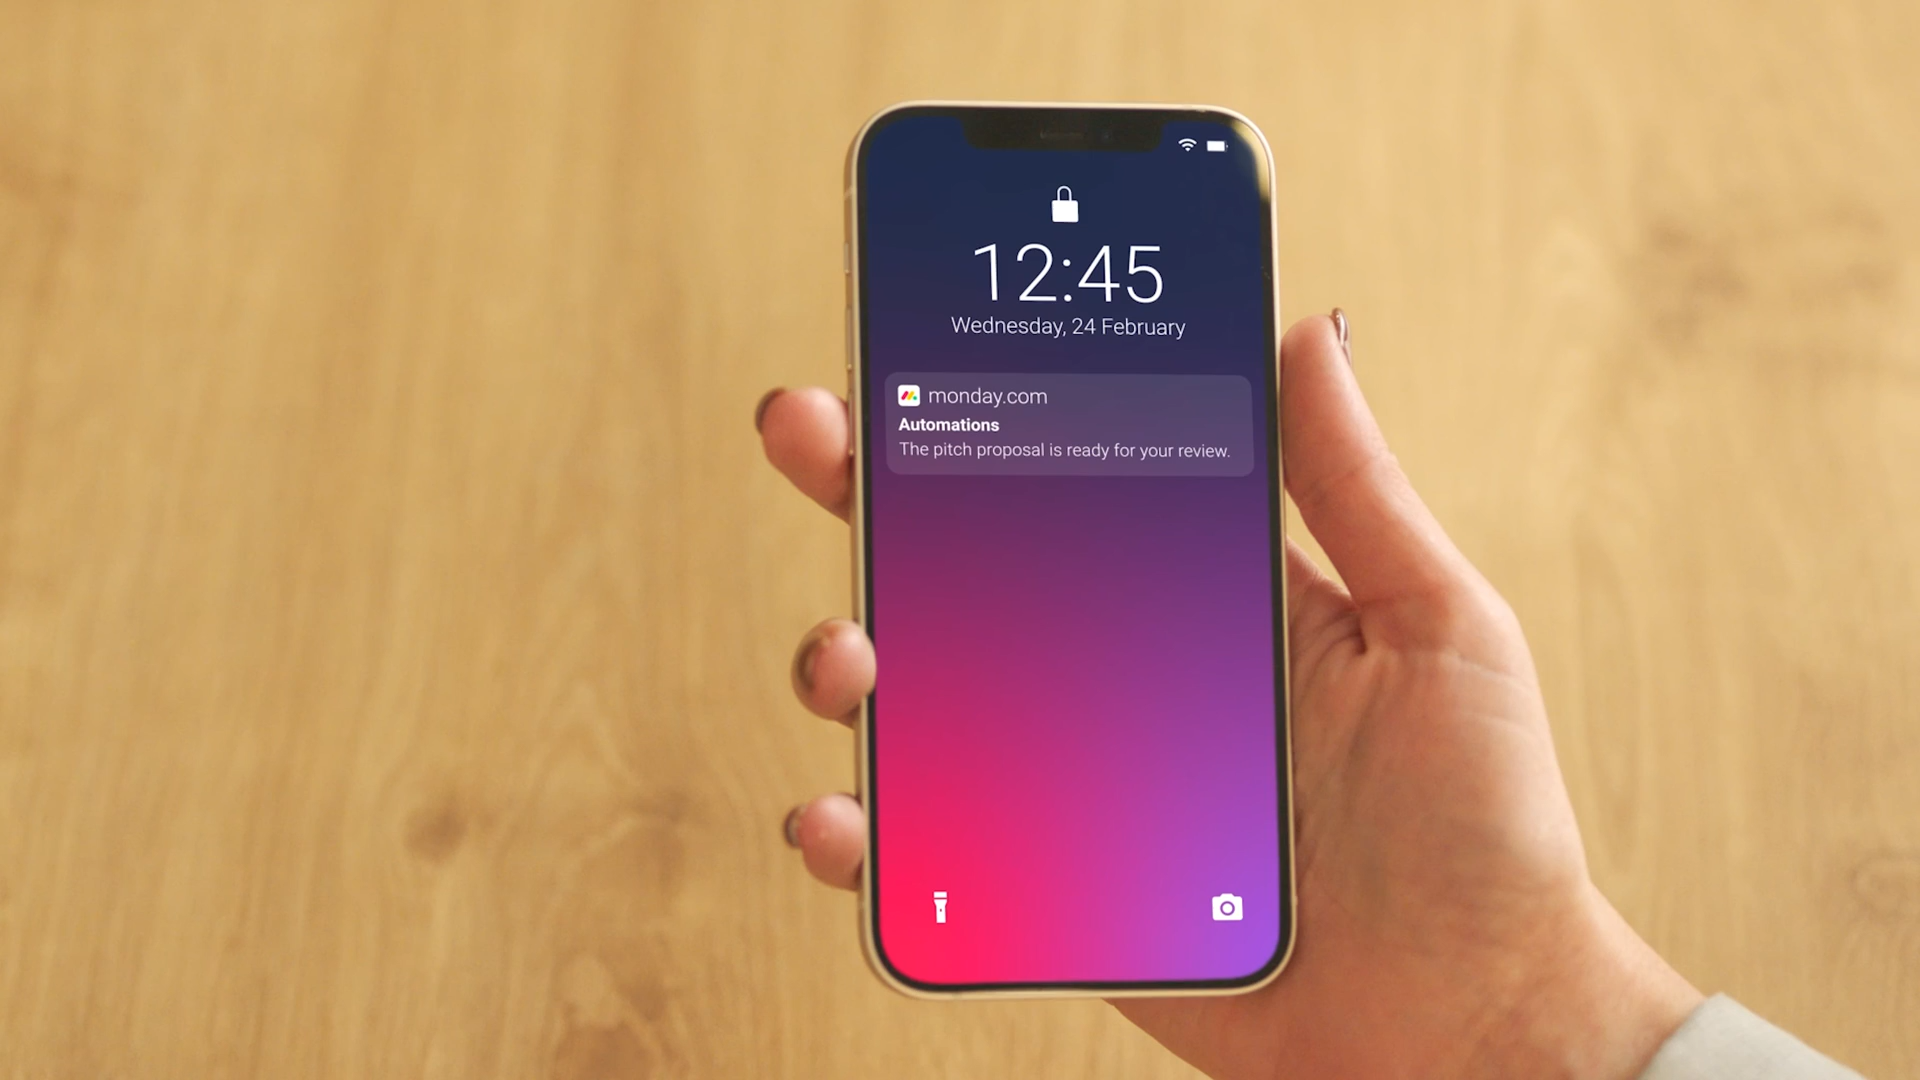 12:45
Wednesday, 24 February
monday.com
Automations
The pitch proposal is ready for your review.